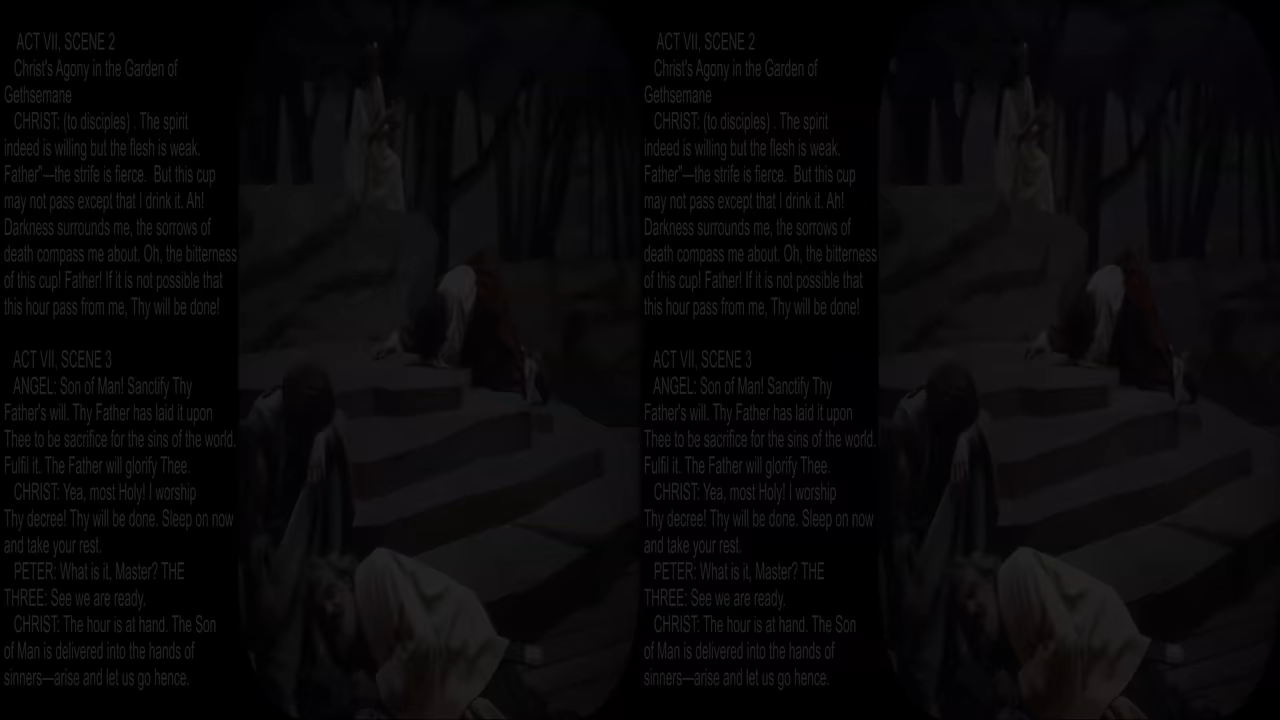 ACT VII, SCENE 2
Christ's Agony in the Garden of
Gethsemane
CHRIST: (to disciples) . The spirit
indeed is willing but the flesh is weak.
Father"—the strife is fierce.  But this cup
may not pass except that I drink it. Ah!
Darkness surrounds me, the sorrows of
death compass me about. Oh, the bitterness
of this cup! Father! If it is not possible that
this hour pass from me, Thy will be done!
ACT VII, SCENE 3
ANGEL: Son of Man! Sanctify Thy
Father's will. Thy Father has laid it upon
Thee to be sacrifice for the sins of the world.
Fulfil it. The Father will glorify Thee.
CHRIST: Yea, most Holy! I worship
Thy decree! Thy will be done. Sleep on now
and take your rest.
PETER: What is it, Master? THE
THREE: See we are ready.
CHRIST: The hour is at hand. The Son
of Man is delivered into the hands of
sinners—arise and let us go hence.
ACT VII, SCENE 2
Christ's Agony in the Garden of
Gethsemane
CHRIST: (to disciples) . The spirit
indeed is willing but the flesh is weak.
Father"—the strife is fierce.  But this cup
may not pass except that I drink it. Ah!
Darkness surrounds me, the sorrows of
death compass me about. Oh, the bitterness
of this cup! Father! If it is not possible that
this hour pass from me, Thy will be done!
ACT VII, SCENE 3
ANGEL: Son of Man! Sanctify Thy
Father's will. Thy Father has laid it upon
Thee to be sacrifice for the sins of the world.
Fulfil it. The Father will glorify Thee.
CHRIST: Yea, most Holy! I worship
Thy decree! Thy will be done. Sleep on now
and take your rest.
PETER: What is it, Master? THE
THREE: See we are ready.
CHRIST: The hour is at hand. The Son
of Man is delivered into the hands of
sinners—arise and let us go hence.